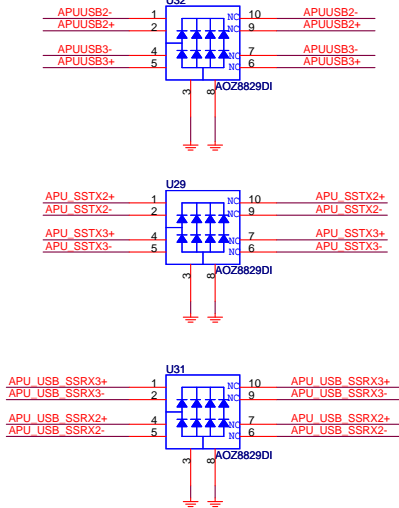 U32
APUUSB2- 1 10 APUUSB2-
APUUSB2+ 2 NC 9 APUUSB2+
APUUSB3- 4 NC 7 APUUSB3-
APUUSB3+ 5 NC 6 APUUSB3+
NC
3 8 AOZ8829DI
U29
APU_SSTX2+ 1 NC 10 APU_SSTX2+
APU_SSTX2- 2 NC 9 APU_SSTX2-
APU_SSTX3+ 4 NC 7 APU_SSTX3+
APU_SSTX3- 5 NC 6 APU_SSTX3-
3 8 AOZ8829DI
U31
APU_USB_SSRX3+ 1 NC 10 APU_USB_SSRX3+
APU_USB_SSRX3- 2 NC 9 APU_USB_SSRX3-
APU_USB_SSRX2+ 4 NC 7 APU_USB_SSRX2+
APU_USB_SSRX2- 5 NC 6 APU_USB_SSRX2-
3 8 AOZ8829DI